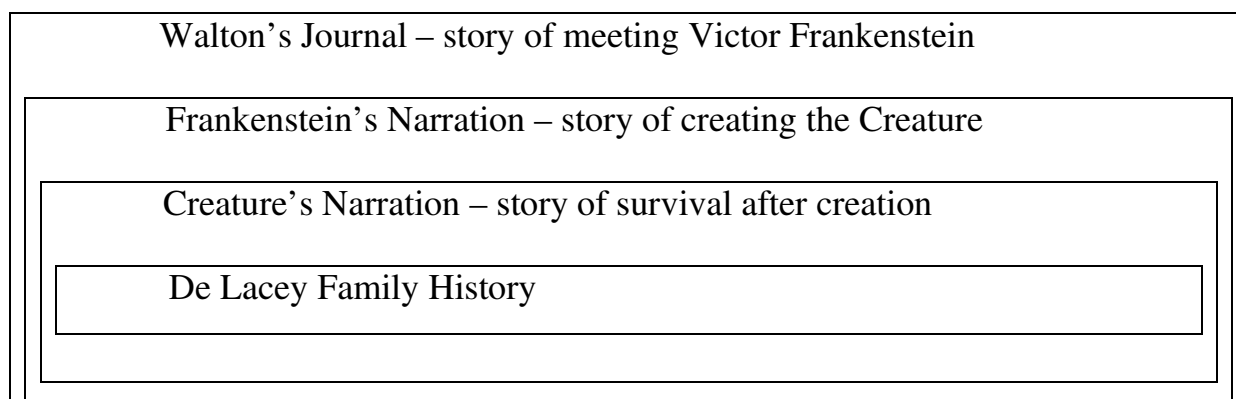 Walton’s Journal – story of meeting Victor Frankenstein
Frankenstein’s Narration – story of creating the Creature
Creature’s Narration – story of survival after creation
De Lacey Family History